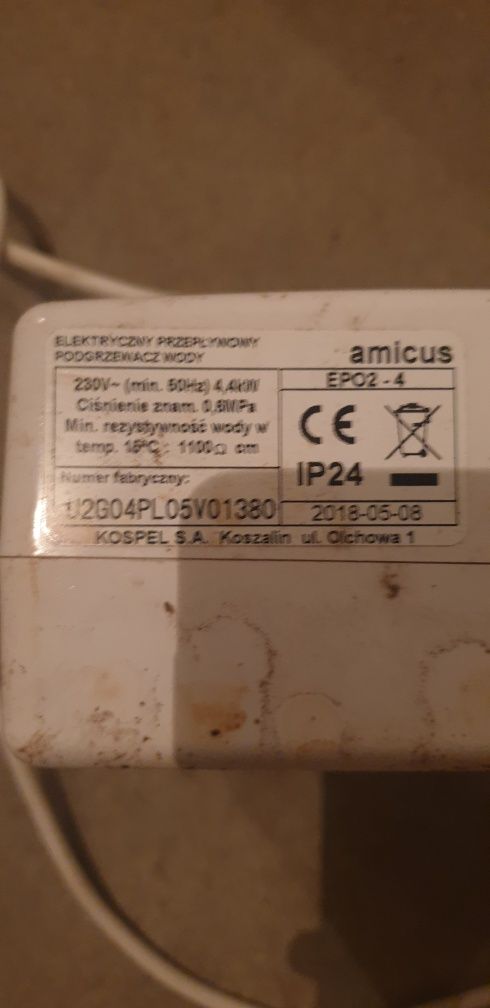 ELEKTRYCZNY PRZEPŁYWOWY
PODGRZEWACZ WODY
amicus
EPO2 - 4
230V~ (min. 50Hz) 4,4kW
Ciśnienie znam. 0,6MPa
Min. rezystywność wody w
temp. 15°C : 1100Ω cm
IP24
Numer fabryczny:
U2G04PL05V01380
2018-05-08
KOSPEL S.A. Koszalin ul. Olchowa 1